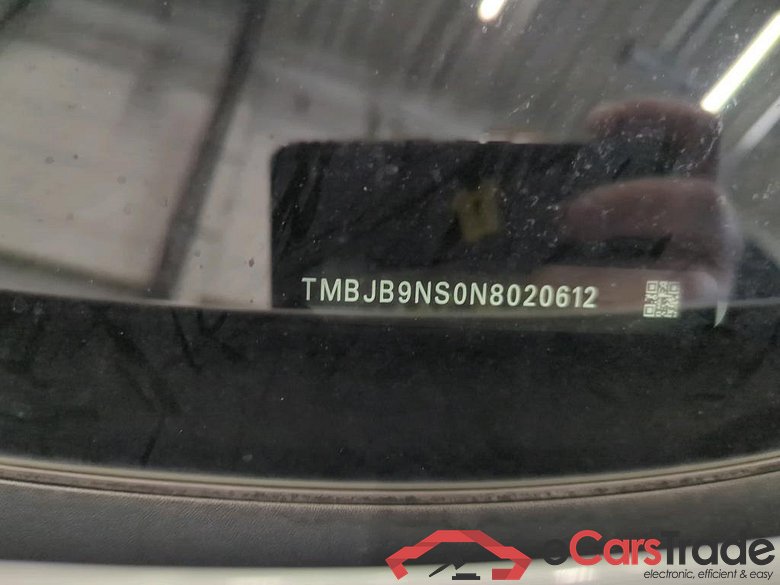 TMBJB9NS0N8020612
eCarsTrade
electronic, efficient & easy